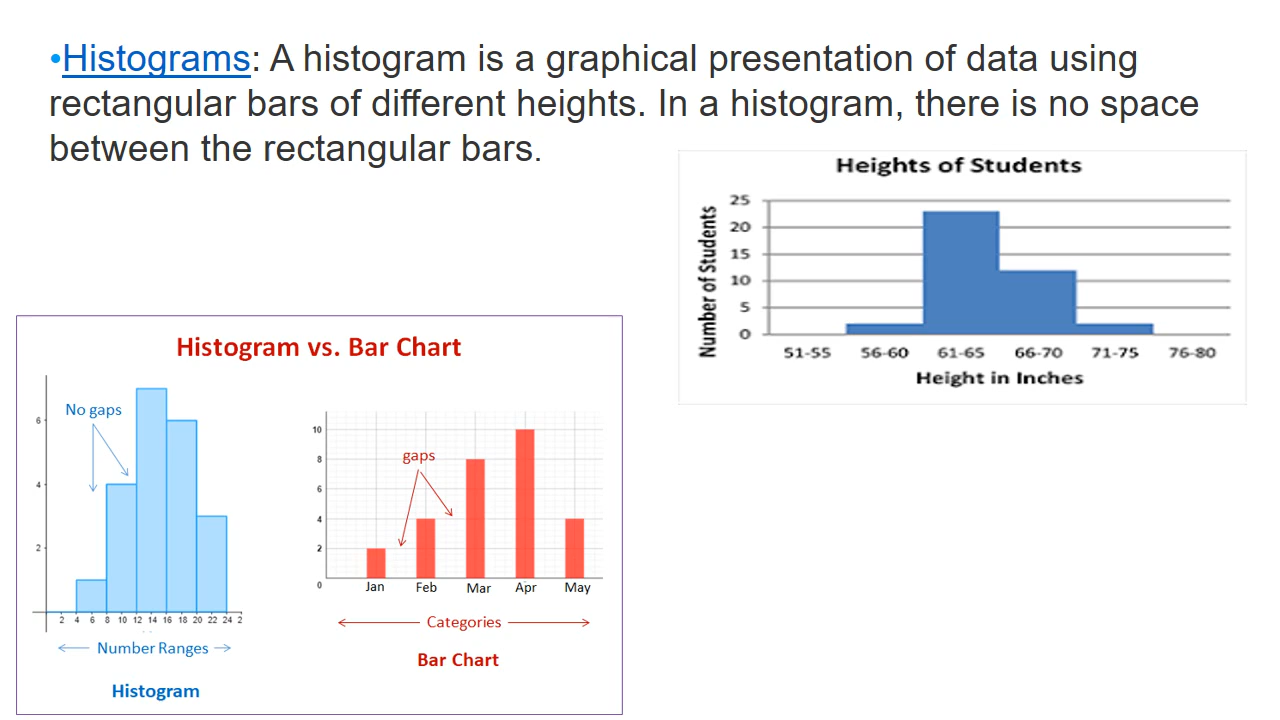 •Histograms: A histogram is a graphical presentation of data using
rectangular bars of different heights. In a histogram, there is no space
between the rectangular bars.
Heights of Students
Number of Students
25
20
15
10
5
0
51-55 56-60 61-65 66-70 71-75 76-80
Height in Inches
Histogram vs. Bar Chart
No gaps
6
4
2
2 4 6 8 10 12 14 16 18 20 22 24 2
Number Ranges
Histogram
gaps
10
8
6
4
2
0
Jan Feb Mar Apr May
Categories
Bar Chart